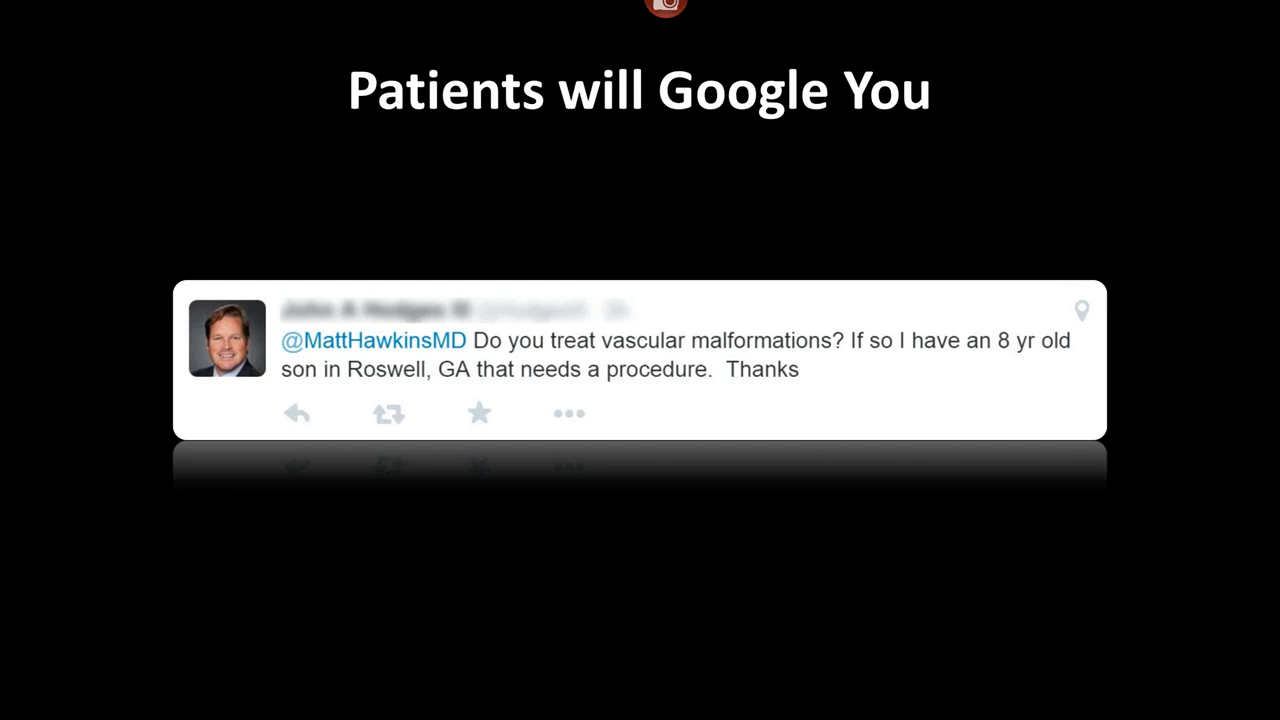 Patients will Google You
@MattHawkinsMD Do you treat vascular malformations? If so I have an 8 yr old
son in Roswell, GA that needs a procedure.  Thanks